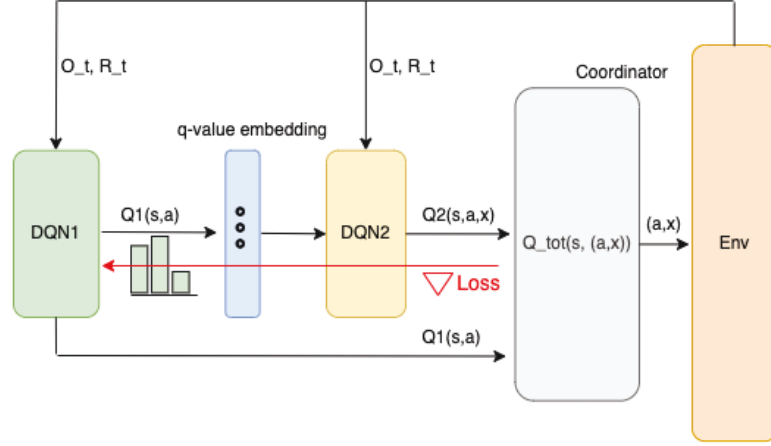 O_t, R_t
O_t, R_t
Coordinator
q-value embedding
DQN1
Q1(s,a)
DQN2
Q2(s,a,x)
Q_tot(s, (a,x))
(a,x)
Env
▽Loss
Q1(s,a)